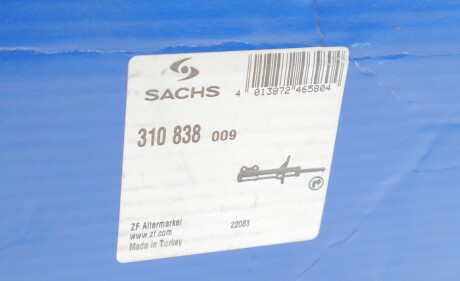 SACHS
4 013872 465804
310 838 009
ZF Aftermarket
www.zf.com
Made in Turkey
22083